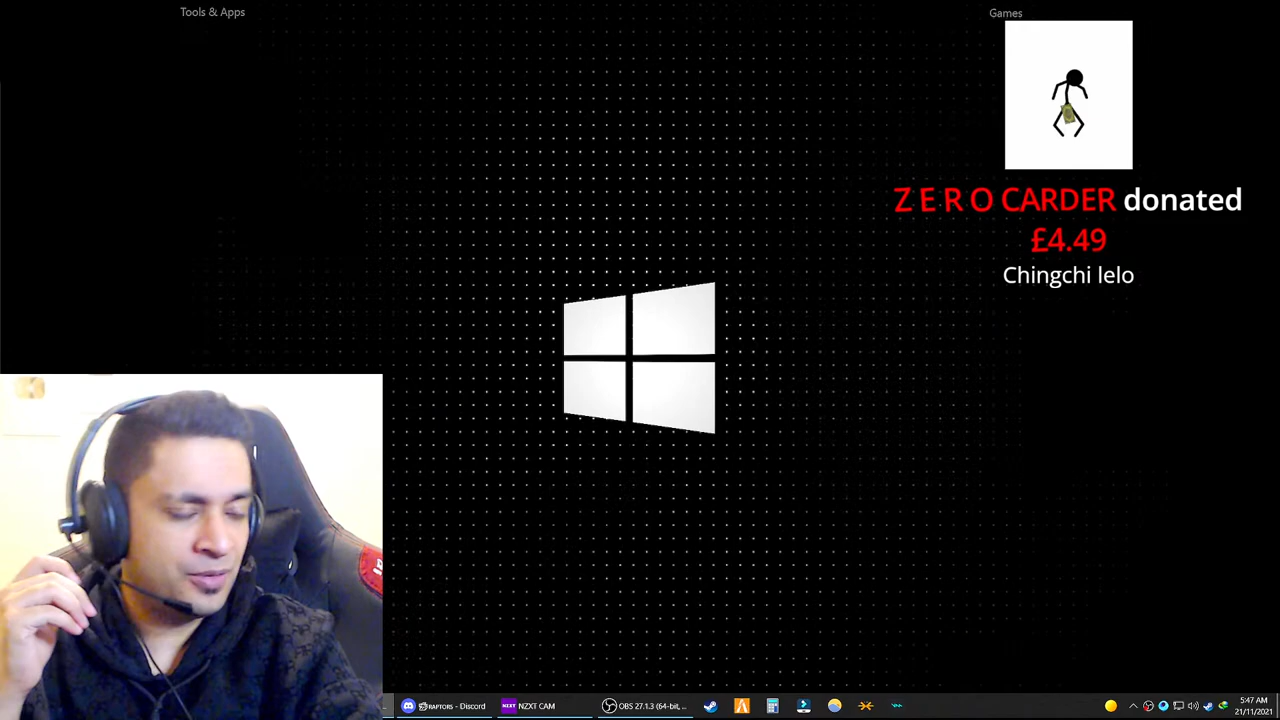 Tools & Apps
Games
Z E R O CARDER donated
£4.49
Chingchi lelo
RAPTORS - Discord
NZXT CAM
OBS 27.1.3 (64-bit, ...
5:47 AM
21/11/2021